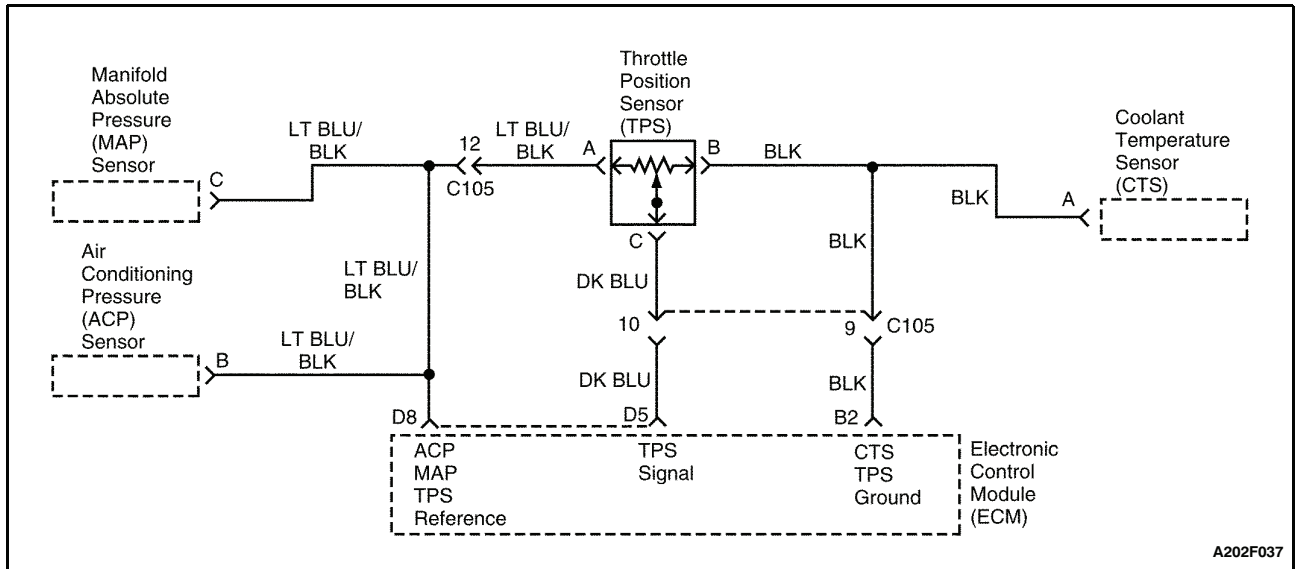 Manifold
Absolute
Pressure
(MAP)
Sensor
C
LT BLU/
BLK
12
C105
LT BLU/
BLK
Throttle
Position
Sensor
(TPS)
A
B
C
BLK
BLK
A
Coolant
Temperature
Sensor
(CTS)
Air
Conditioning
Pressure
(ACP)
Sensor
B
LT BLU/
BLK
LT BLU/
BLK
DK BLU
10
DK BLU
BLK
9
C105
BLK
D8
D5
B2
ACP
MAP
TPS
Reference
TPS
Signal
CTS
TPS
Ground
Electronic
Control
Module
(ECM)
A202F037